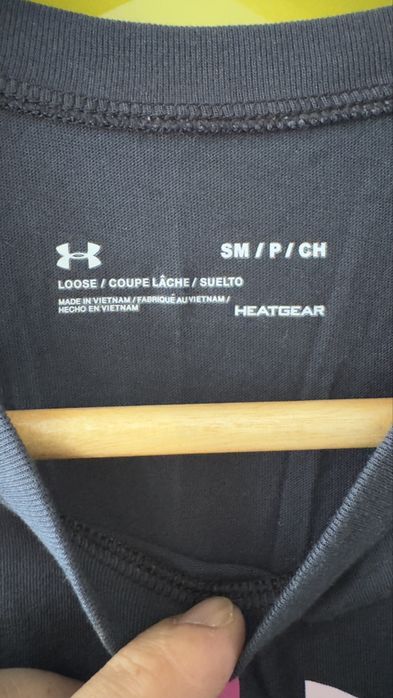 SM / P / CH
LOOSE / COUPE LÂCHE / SUELTO
MADE IN VIETNAM / FABRIQUÉ AU VIETNAM /
HECHO EN VIETNAM
HEATGEAR